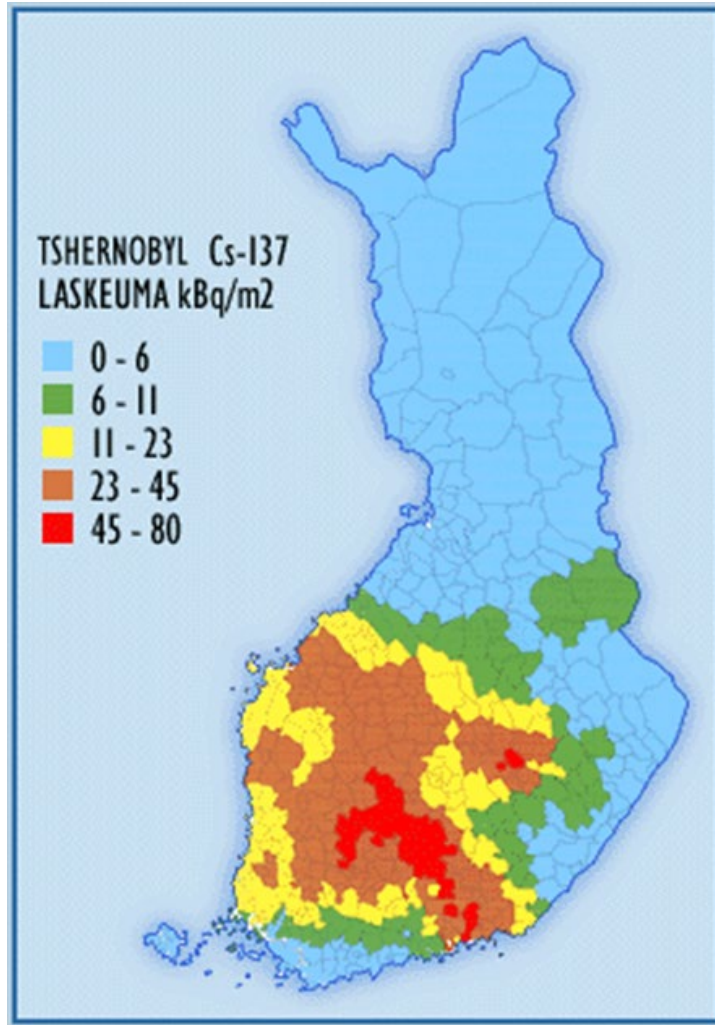 TSHERNOBYL Cs-137
LASKEUMA kBq/m2
0 - 6
6 - 11
11 - 23
23 - 45
45 - 80